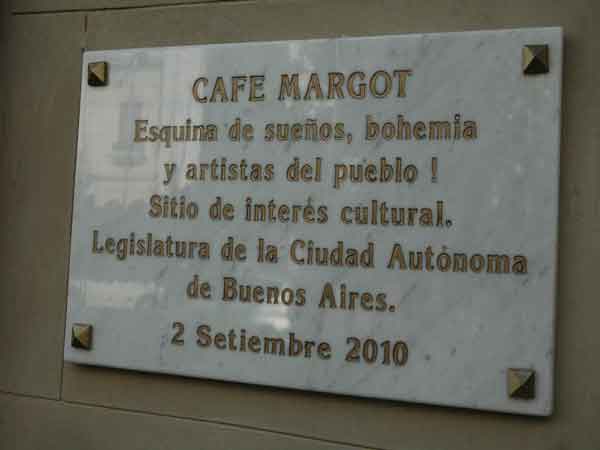 CAFE MARGOT
Esquina de sueños, bohemia
y artistas del pueblo !
Sitio de interés cultural.
Legislatura de la Ciudad Autónoma
de Buenos Aires.
2 Setiembre 2010